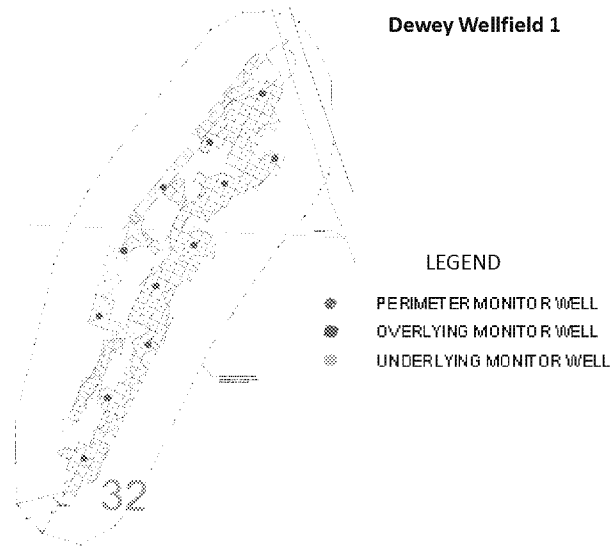 Dewey Wellfield 1
LEGEND
PERIMETER MONITOR WELL
OVERLYING MONITOR WELL
UNDERLYING MONITOR WELL
32